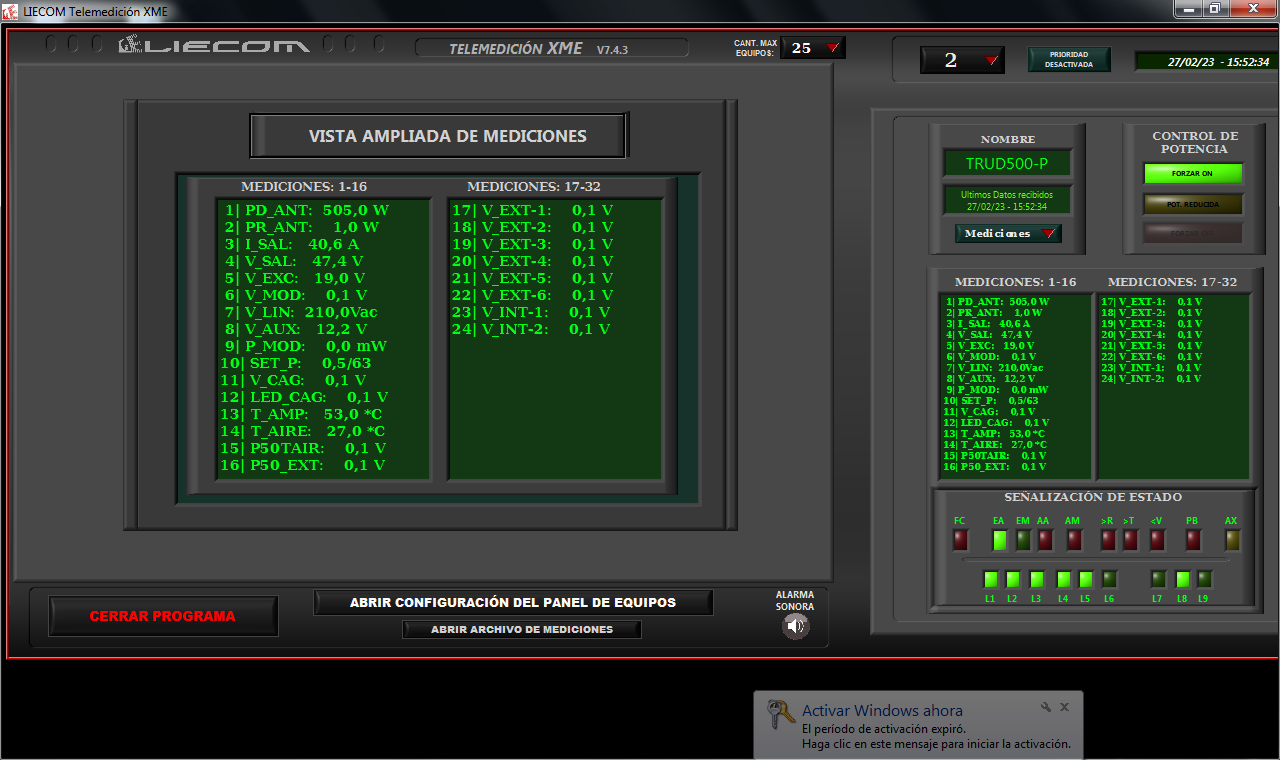 LIECOM Telemedición XME
LIECOM
TELEMEDICIÓN XME V7.4.3
CANT. MAX
EQUIPOS:
25
2
PRIORIDAD
DESACTIVADA
27/02/23 - 15:52:34
VISTA AMPLIADA DE MEDICIONES
MEDICIONES: 1-16
1| PD_ANT: 505,0 W
2| PR_ANT: 1,0 W
3| I_SAL: 40,6 A
4| V_SAL: 47,4 V
5| V_EXC: 19,0 V
6| V_MOD: 0,1 V
7| V_LIN: 210,0Vac
8| V_AUX: 12,2 V
9| P_MOD: 0,0 mW
10| SET_P: 0,5/63
11| V_CAG: 0,1 V
12| LED_CAG: 0,1 V
13| T_AMP: 53,0 *C
14| T_AIRE: 27,0 *C
15| P50TAIR: 0,1 V
16| P50_EXT: 0,1 V
MEDICIONES: 17-32
17| V_EXT-1: 0,1 V
18| V_EXT-2: 0,1 V
19| V_EXT-3: 0,1 V
20| V_EXT-4: 0,1 V
21| V_EXT-5: 0,1 V
22| V_EXT-6: 0,1 V
23| V_INT-1: 0,1 V
24| V_INT-2: 0,1 V
NOMBRE
TRUD500-P
Ultimos Datos recibidos
27/02/23 - 15:52:34
Mediciones
CONTROL DE
POTENCIA
FORZAR ON
POT. REDUCIDA
MEDICIONES: 1-16
1| PD_ANT: 505,0 W
2| PR_ANT: 1,0 W
3| I_SAL: 40,6 A
4| V_SAL: 47,4 V
5| V_EXC: 19,0 V
6| V_MOD: 0,1 V
7| V_LIN: 210,0Vac
8| V_AUX: 12,2 V
9| P_MOD: 0,0 mW
10| SET_P: 0,5/63
11| V_CAG: 0,1 V
12| LED_CAG: 0,1 V
13| T_AMP: 53,0 *C
14| T_AIRE: 27,0 *C
15| P50TAIR: 0,1 V
16| P50_EXT: 0,1 V
MEDICIONES: 17-32
17| V_EXT-1: 0,1 V
18| V_EXT-2: 0,1 V
19| V_EXT-3: 0,1 V
20| V_EXT-4: 0,1 V
21| V_EXT-5: 0,1 V
22| V_EXT-6: 0,1 V
23| V_INT-1: 0,1 V
24| V_INT-2: 0,1 V
SEÑALIZACIÓN DE ESTADO
FC EA EM AA AM >R >T <V PB AX
L1 L2 L3 L4 L5 L6 L7 L8 L9
CERRAR PROGRAMA
ABRIR CONFIGURACIÓN DEL PANEL DE EQUIPOS
ABRIR ARCHIVO DE MEDICIONES
ALARMA
SONORA
Activar Windows ahora
El período de activación expiró.
Haga clic en este mensaje para iniciar la activación.